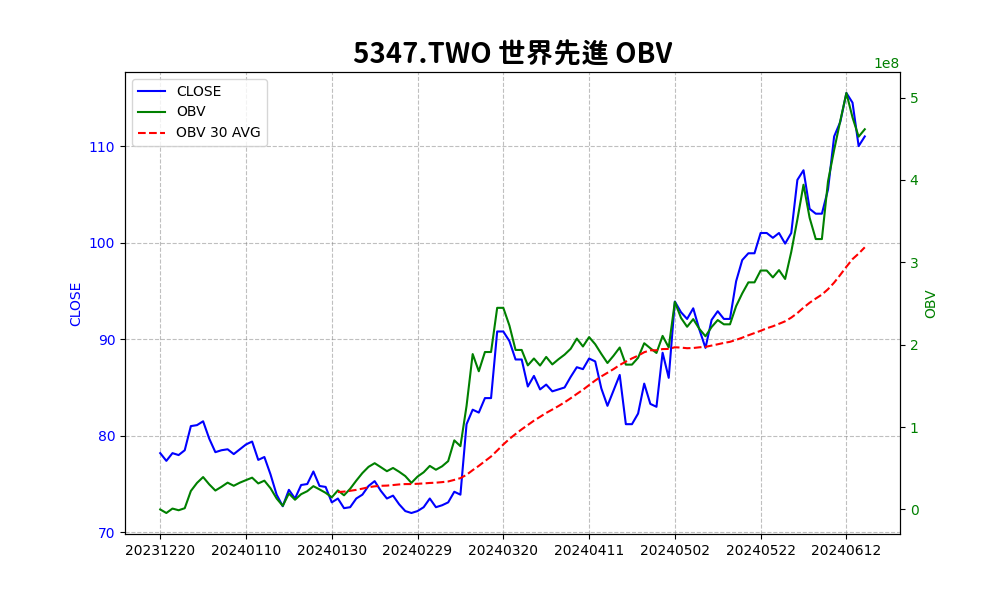 5347.TWO 世界先進 OBV
1e8
CLOSE
OBV
OBV 30 AVG
110
100
90
80
70
CLOSE
5
4
3
2
1
0
OBV
20231220 20240110 20240130 20240229 20240320 20240411 20240502 20240522 20240612